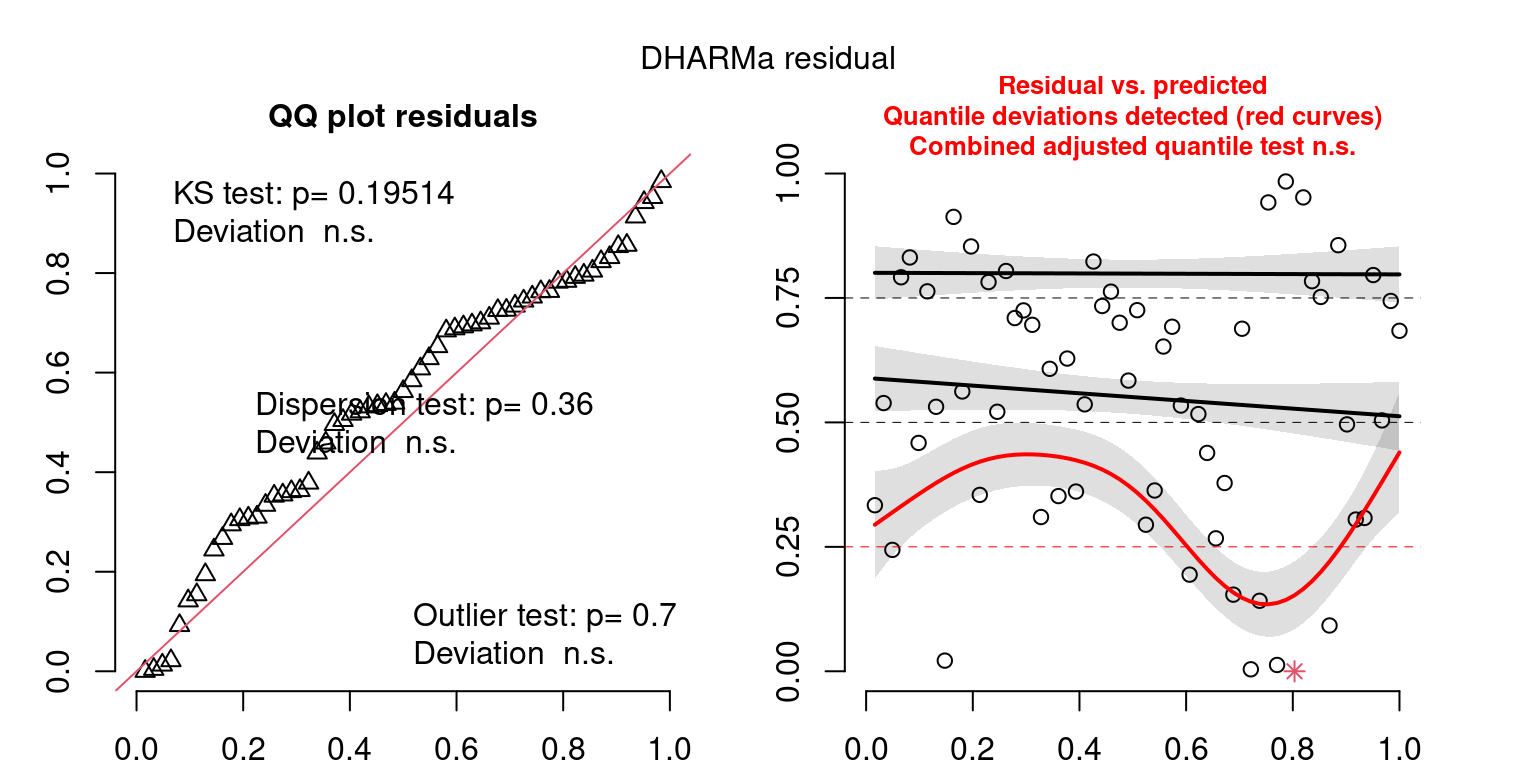 DHARMa residual
QQ plot residuals
KS test: p= 0.19514
Deviation  n.s.
Dispersion test: p= 0.36
Deviation  n.s.
Outlier test: p= 0.7
Deviation  n.s.
1.0
0.8
0.6
0.4
0.2
0.0
0.0 0.2 0.4 0.6 0.8 1.0
Residual vs. predicted
Quantile deviations detected (red curves)
Combined adjusted quantile test n.s.
1.00
0.75
0.50
0.25
0.00
0.0 0.2 0.4 0.6 0.8 1.0